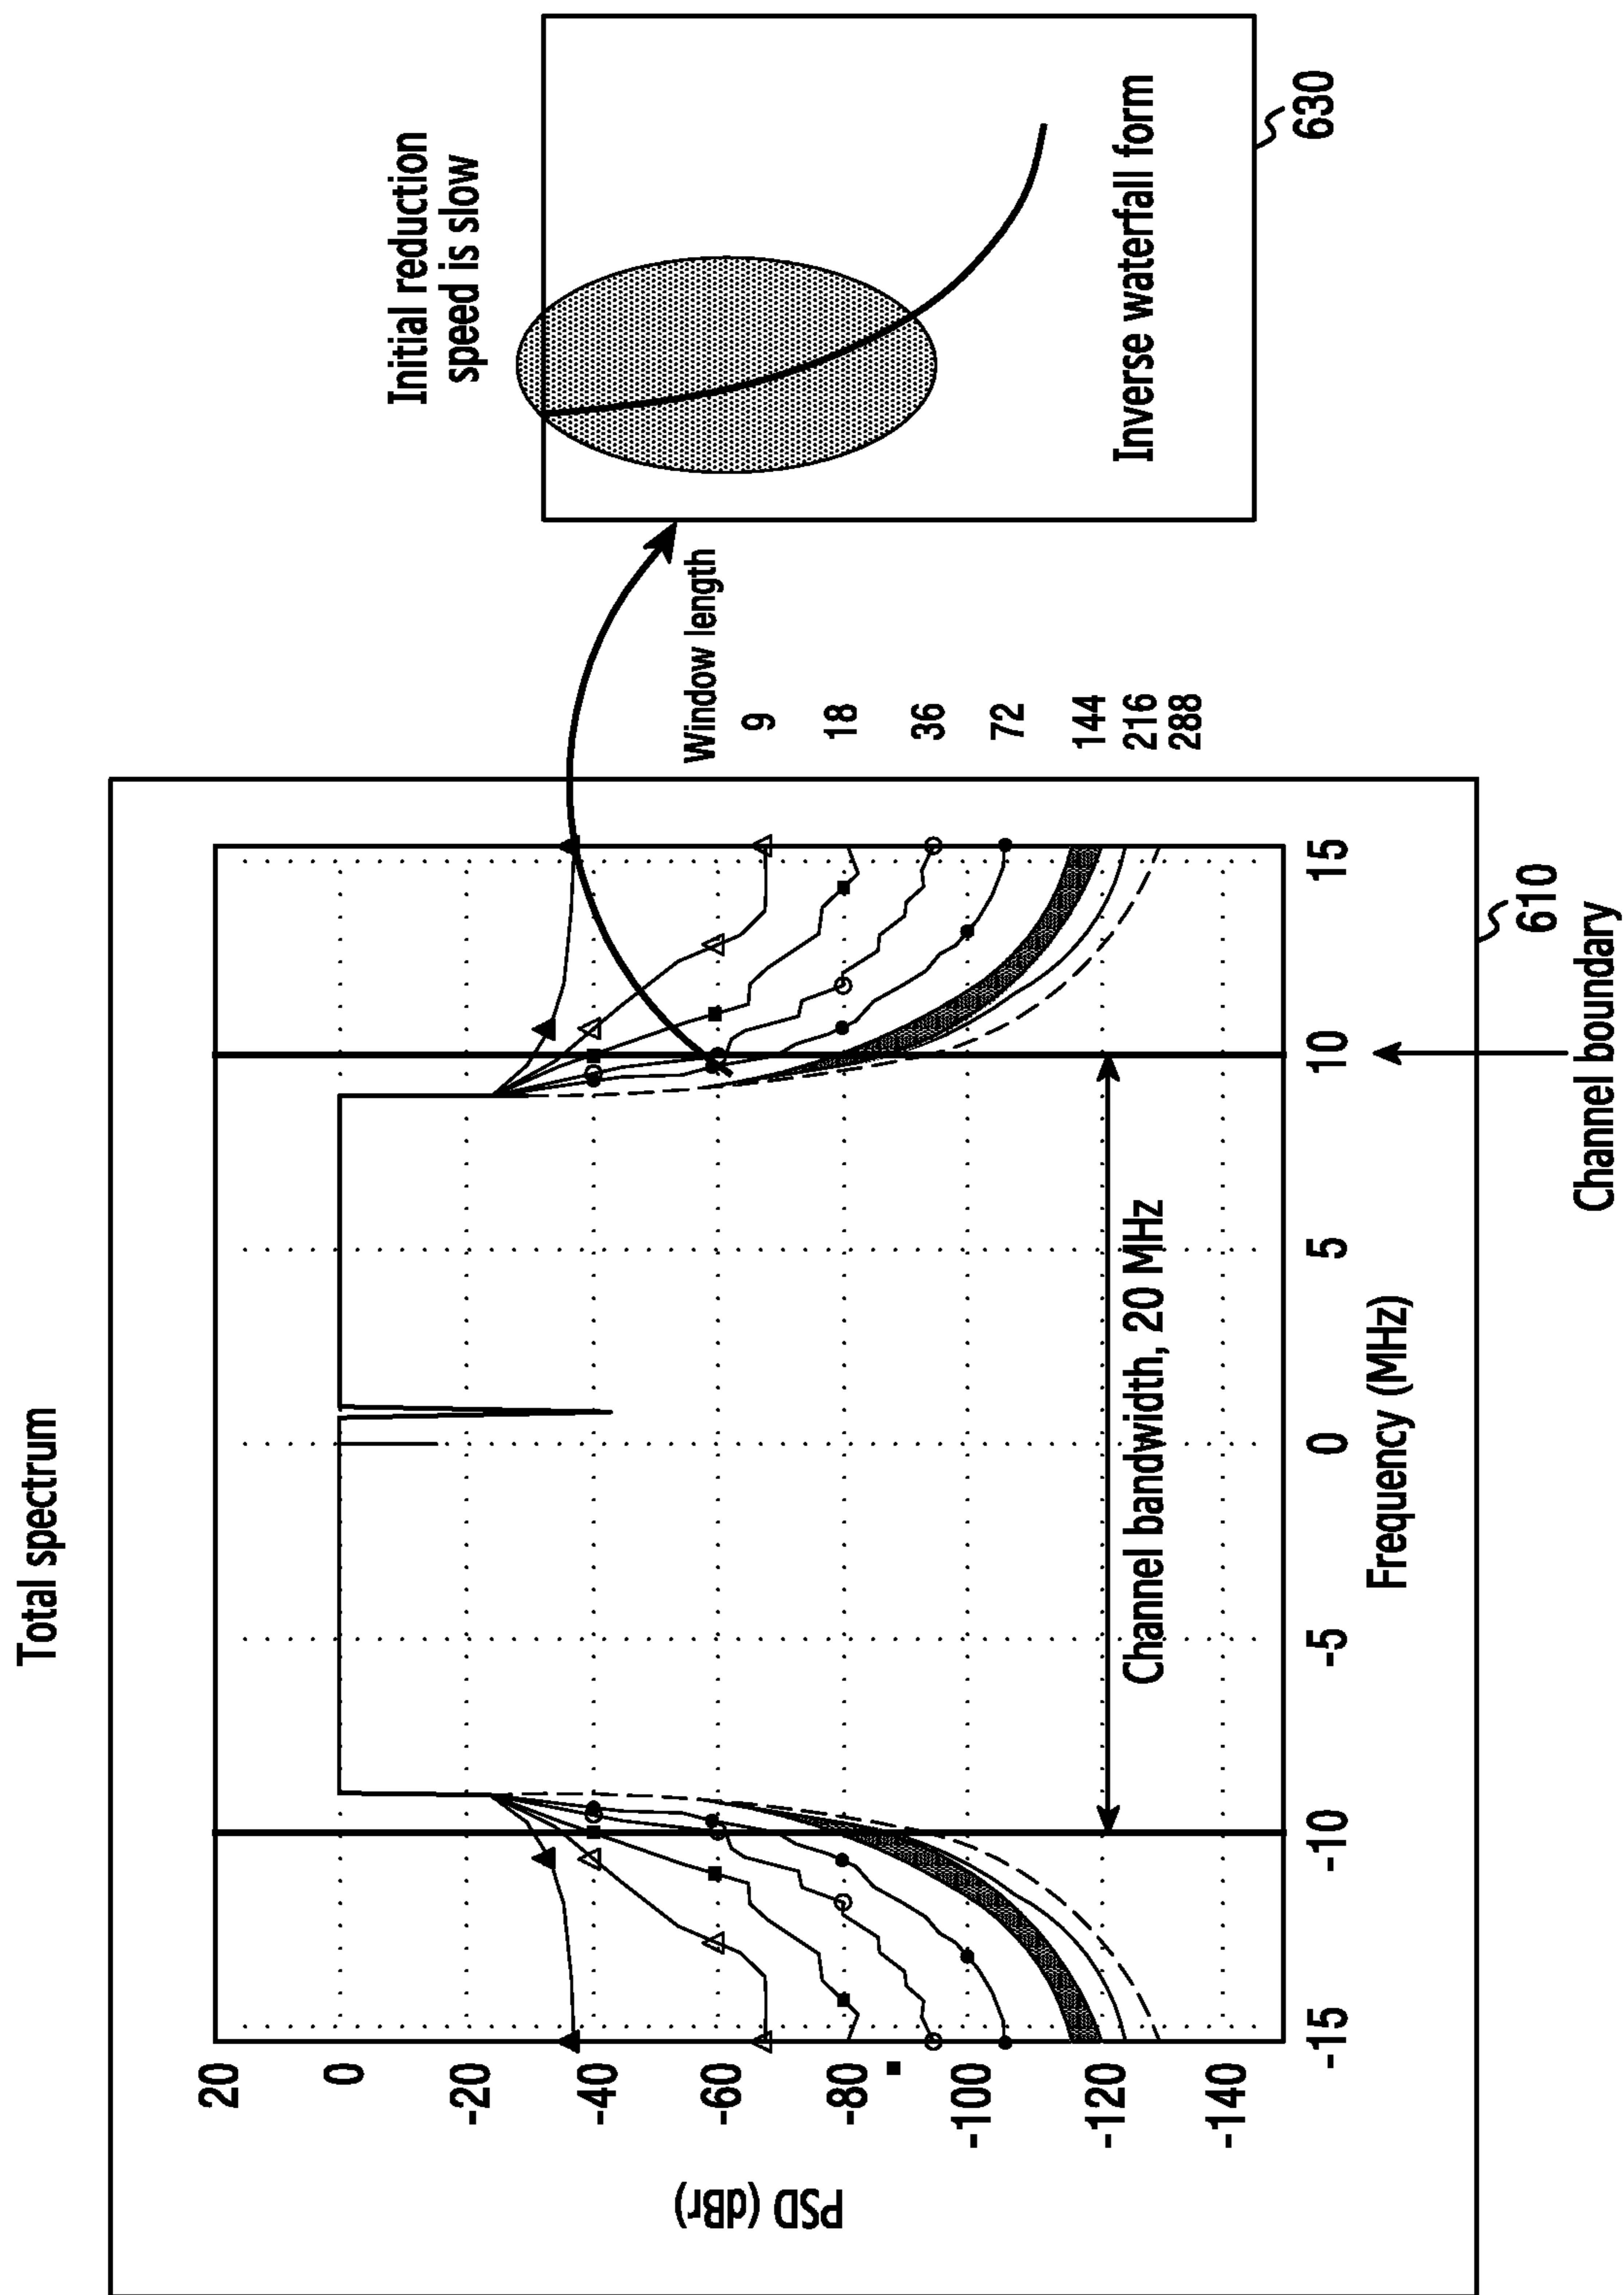 Total spectrum
PSD (dBr)
20
0
-20
-40
-60
-80
-100
-120
-140
-15
-10
-5
0
5
10
15
Frequency (MHz)
Channel bandwidth, 20 MHz
Channel boundary
610
Window length
9
18
36
72
144
216
288
Initial reduction
speed is slow
Inverse waterfall form
630